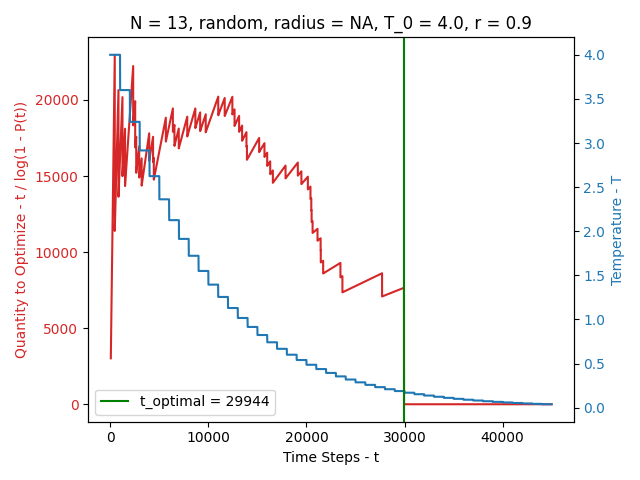 N = 13, random, radius = NA, T_0 = 4.0, r = 0.9
Quantity to Optimize - t / log(1 - P(t))
20000
15000
10000
5000
0
4.0
3.5
3.0
2.5
2.0
1.5
1.0
0.5
0.0
Temperature - T
t_optimal = 29944
0 10000 20000 30000 40000
Time Steps - t